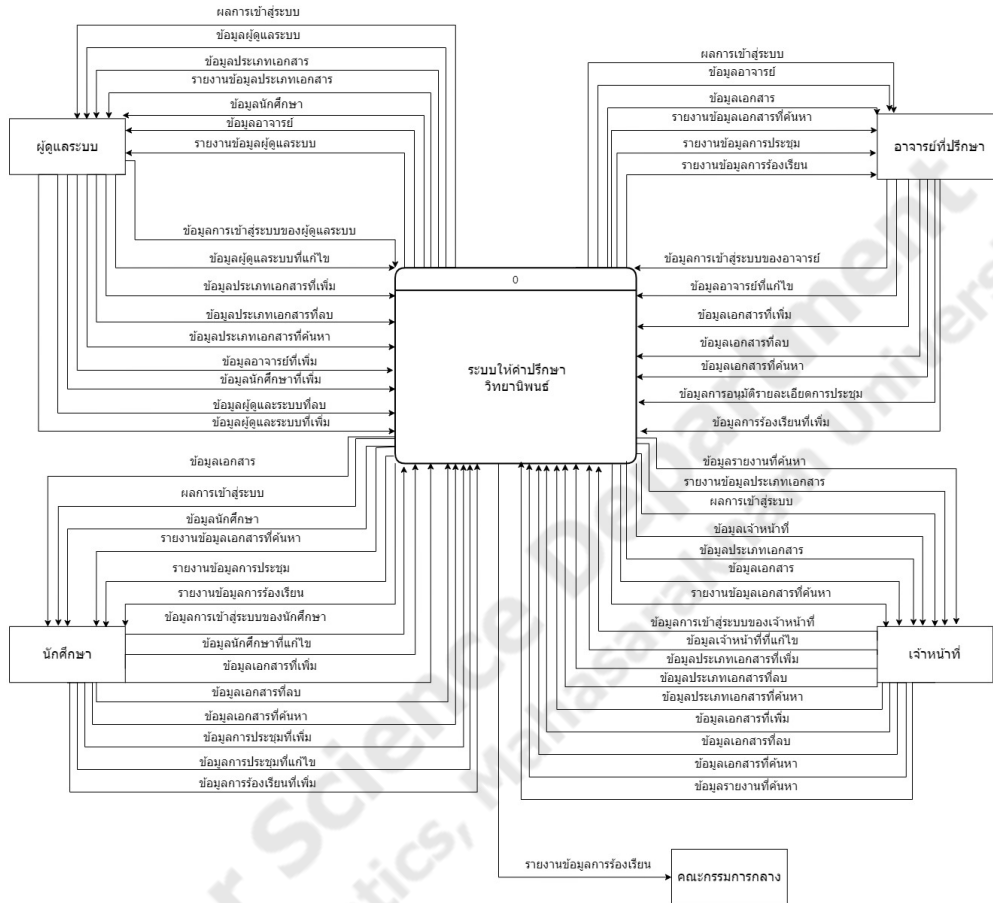 ผลการเข้าสู่ระบบ
ข้อมูลผู้ดูแลระบบ
ข้อมูลประเภทเอกสาร
รายงานข้อมูลประเภทเอกสาร
ข้อมูลนักศึกษา
ข้อมูลอาจารย์
รายงานข้อมูลผู้ดูแลระบบ
ผู้ดูแลระบบ
ข้อมูลการเข้าสู่ระบบของผู้ดูแลระบบ
ข้อมูลผู้ดูแลระบบที่แก้ไข
ข้อมูลประเภทเอกสารที่เพิ่ม
ข้อมูลประเภทเอกสารที่ลบ
ข้อมูลประเภทเอกสารที่ค้นหา
ข้อมูลอาจารย์ที่เพิ่ม
ข้อมูลนักศึกษาที่เพิ่ม
ข้อมูลผู้ดูแลระบบที่ลบ
ข้อมูลผู้ดูแลระบบที่เพิ่ม
ผลการเข้าสู่ระบบ
ข้อมูลอาจารย์
ข้อมูลเอกสาร
รายงานข้อมูลเอกสารที่ค้นหา
รายงานข้อมูลการประชุม
รายงานข้อมูลการร้องเรียน
อาจารย์ที่ปรึกษา
ข้อมูลการเข้าสู่ระบบของอาจารย์
ข้อมูลอาจารย์ที่แก้ไข
ข้อมูลเอกสารที่เพิ่ม
ข้อมูลเอกสารที่ลบ
ข้อมูลเอกสารที่ค้นหา
ข้อมูลการอนุมัติรายละเอียดการประชุม
ข้อมูลการร้องเรียนที่เพิ่ม
0
ระบบให้คำปรึกษา
วิทยานิพนธ์
ข้อมูลเอกสาร
ผลการเข้าสู่ระบบ
ข้อมูลนักศึกษา
รายงานข้อมูลเอกสารที่ค้นหา
รายงานข้อมูลการประชุม
รายงานข้อมูลการร้องเรียน
นักศึกษา
ข้อมูลการเข้าสู่ระบบของนักศึกษา
ข้อมูลนักศึกษาที่แก้ไข
ข้อมูลเอกสารที่เพิ่ม
ข้อมูลเอกสารที่ลบ
ข้อมูลเอกสารที่ค้นหา
ข้อมูลการประชุมที่เพิ่ม
ข้อมูลการประชุมที่แก้ไข
ข้อมูลการร้องเรียนที่เพิ่ม
ข้อมูลรายงานที่ค้นหา
รายงานข้อมูลประเภทเอกสาร
ผลการเข้าสู่ระบบ
ข้อมูลเจ้าหน้าที่
ข้อมูลประเภทเอกสาร
ข้อมูลเอกสาร
รายงานข้อมูลเอกสารที่ค้นหา
เจ้าหน้าที่
ข้อมูลการเข้าสู่ระบบของเจ้าหน้าที่
ข้อมูลเจ้าหน้าที่ที่แก้ไข
ข้อมูลประเภทเอกสารที่เพิ่ม
ข้อมูลประเภทเอกสารที่ลบ
ข้อมูลประเภทเอกสารที่ค้นหา
ข้อมูลเอกสารที่เพิ่ม
ข้อมูลเอกสารที่ลบ
ข้อมูลเอกสารที่ค้นหา
ข้อมูลรายงานที่ค้นหา
รายงานข้อมูลการร้องเรียน
คณะกรรมการกลาง
Science Department
Mahasarakham